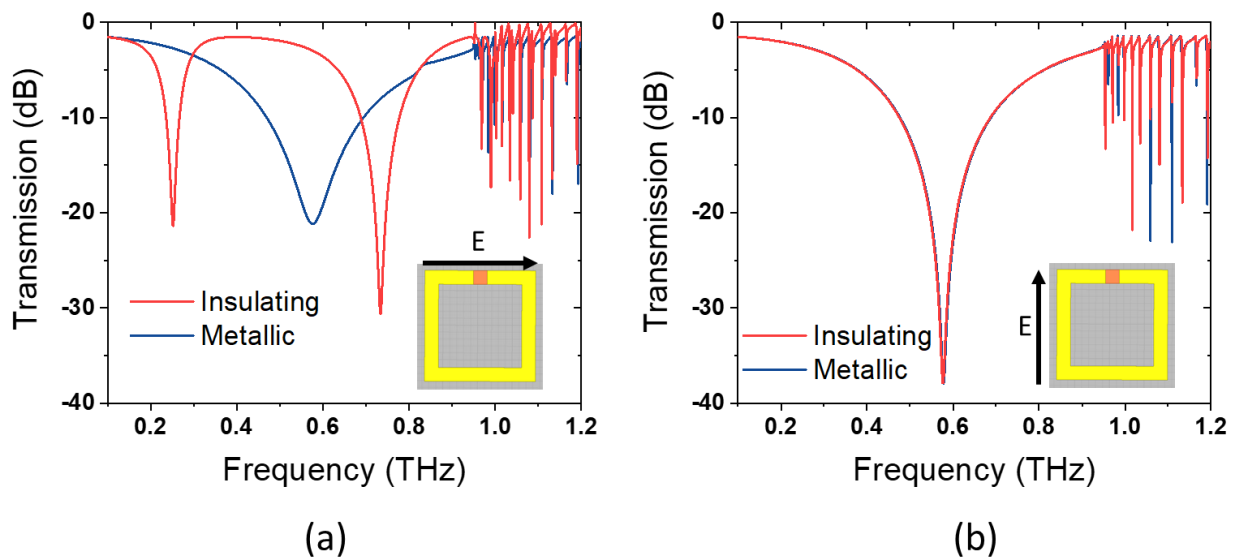 0
-10
-20
-30
-40
Transmission (dB)
E
Insulating
Metallic
0.2 0.4 0.6 0.8 1.0 1.2
Frequency (THz)
(a)
0
-10
-20
-30
-40
Transmission (dB)
E
Insulating
Metallic
0.2 0.4 0.6 0.8 1.0 1.2
Frequency (THz)
(b)